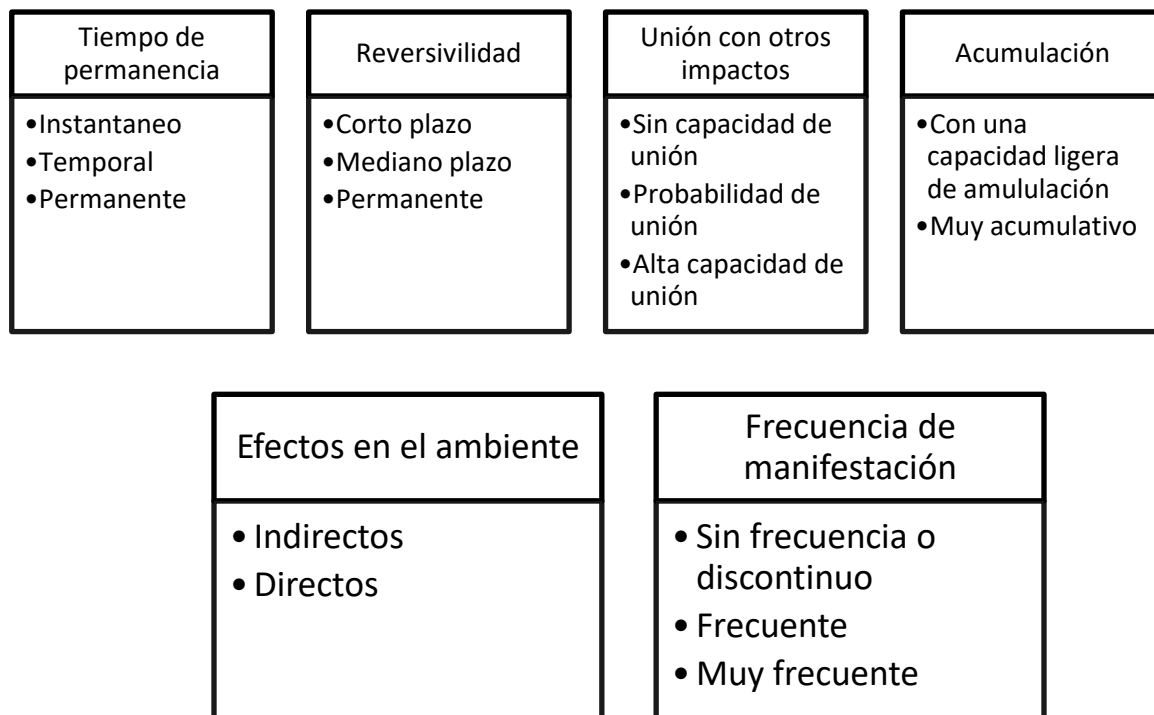 Tiempo de
permanencia
•Instantaneo
•Temporal
•Permanente
Reversivilidad
•Corto plazo
•Mediano plazo
•Permanente
Unión con otros
impactos
•Sin capacidad de
unión
•Probabilidad de
unión
•Alta capacidad de
unión
Acumulación
•Con una
capacidad ligera
de amululación
•Muy acumulativo
Efectos en el ambiente
• Indirectos
• Directos
Frecuencia de
manifestación
• Sin frecuencia o
discontinuo
• Frecuente
• Muy frecuente